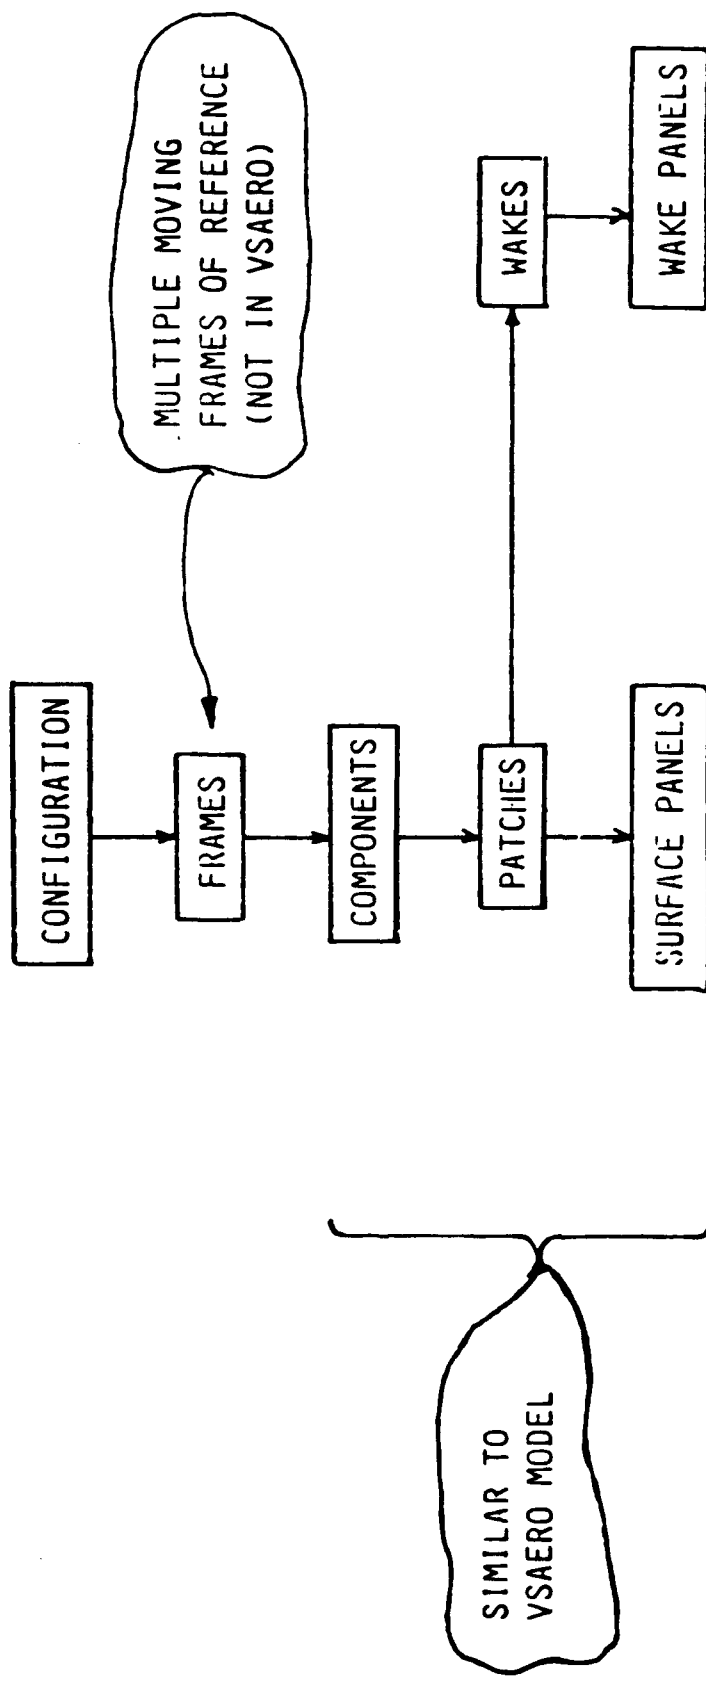 CONFIGURATION
FRAMES
MULTIPLE MOVING
FRAMES OF REFERENCE
(NOT IN VSAERO)
COMPONENTS
PATCHES
WAKES
SURFACE PANELS
WAKE PANELS
SIMILAR TO
VSAERO MODEL